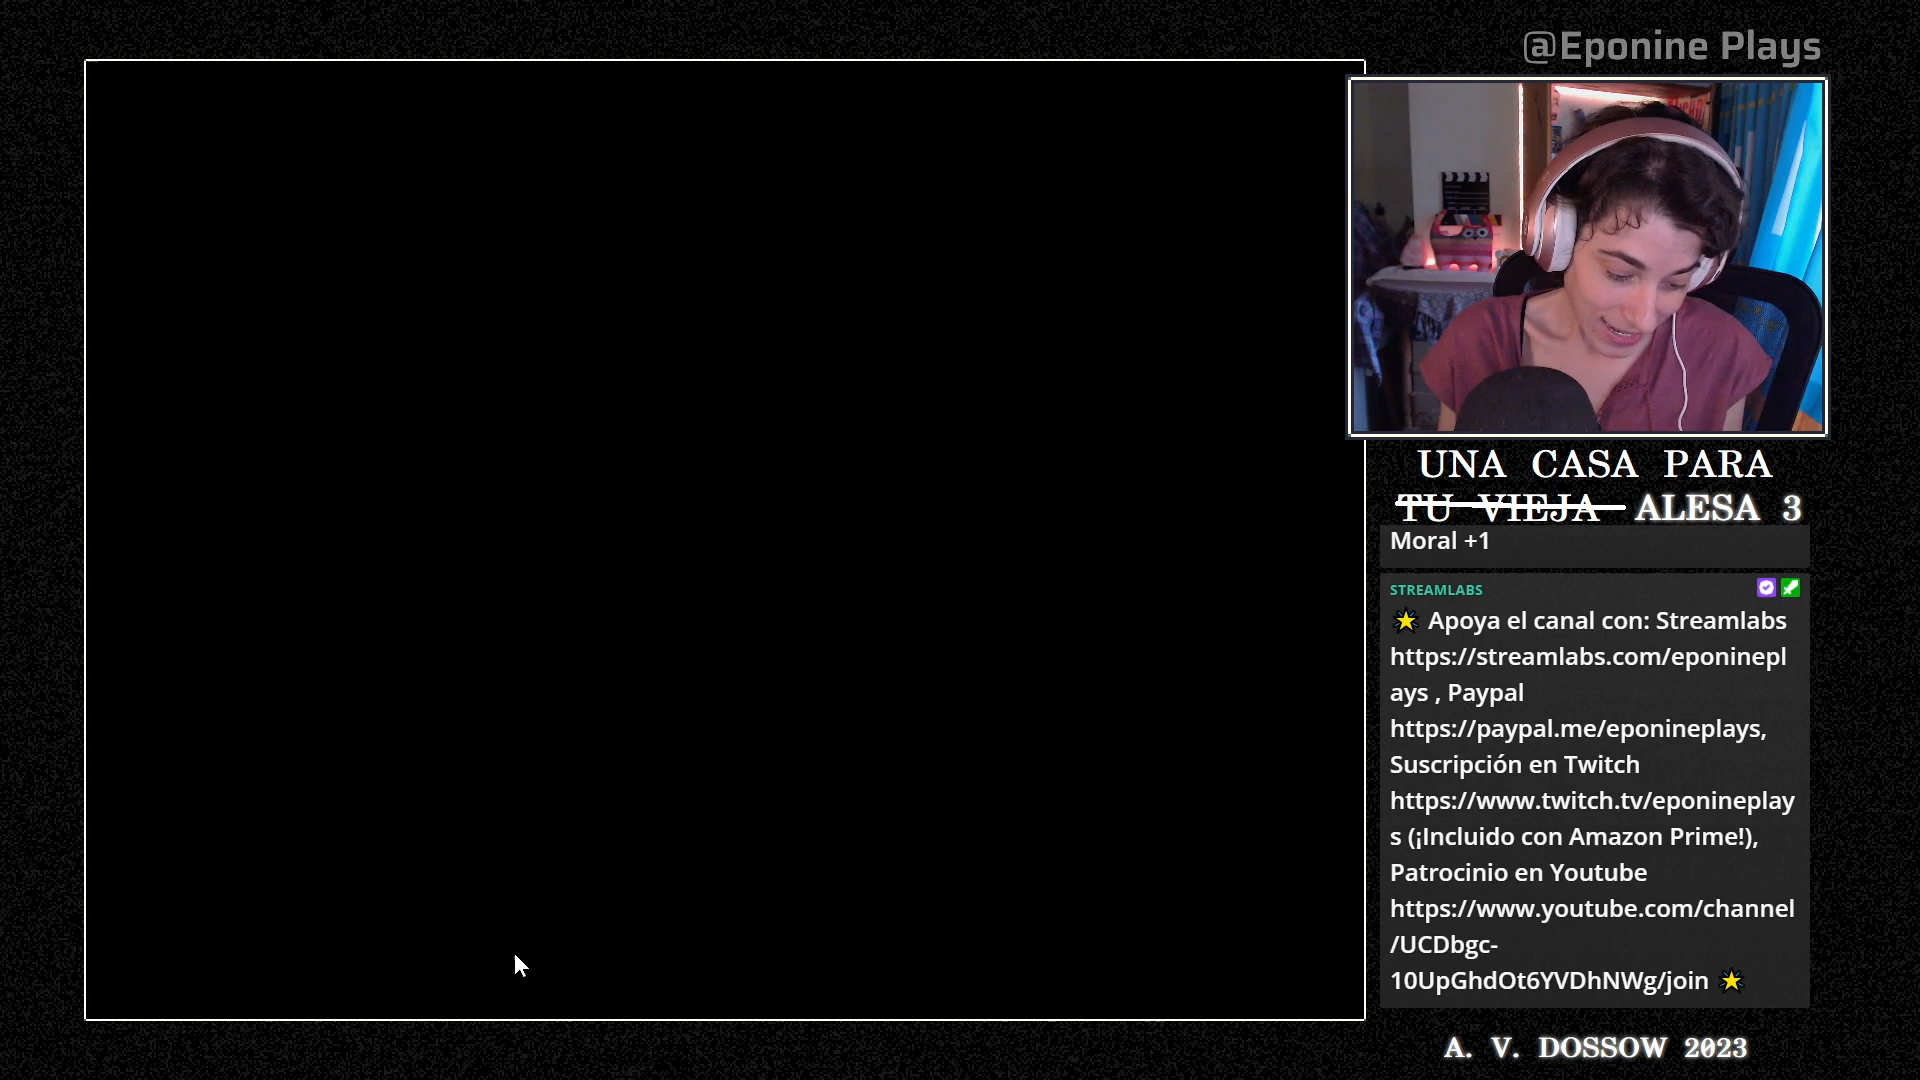 @Eponine Plays
UNA CASA PARA
TU VIEJA ALESA 3
Moral +1
STREAMLABS
Apoya el canal con: Streamlabs
https://streamlabs.com/eponinepl
ays , Paypal
https://paypal.me/eponineplays,
Suscripción en Twitch
https://www.twitch.tv/eponineplay
s (¡Incluido con Amazon Prime!),
Patrocinio en Youtube
https://www.youtube.com/channel
/UCDbgc-
10UpGhdOt6YVDhNWg/join
A. V. DOSSOW 2023